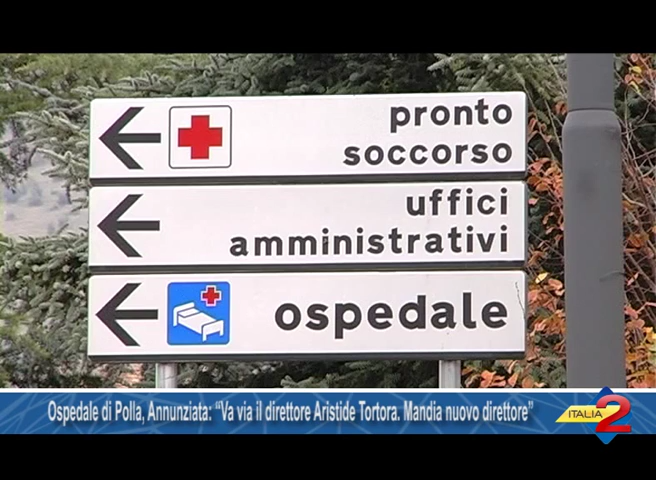 pronto
soccorso
uffici
amministrativi
ospedale
Ospedale di Polla, Annunziata: “Va via il direttore Aristide Tortora. Mandia nuovo direttore”
ITALIA 2